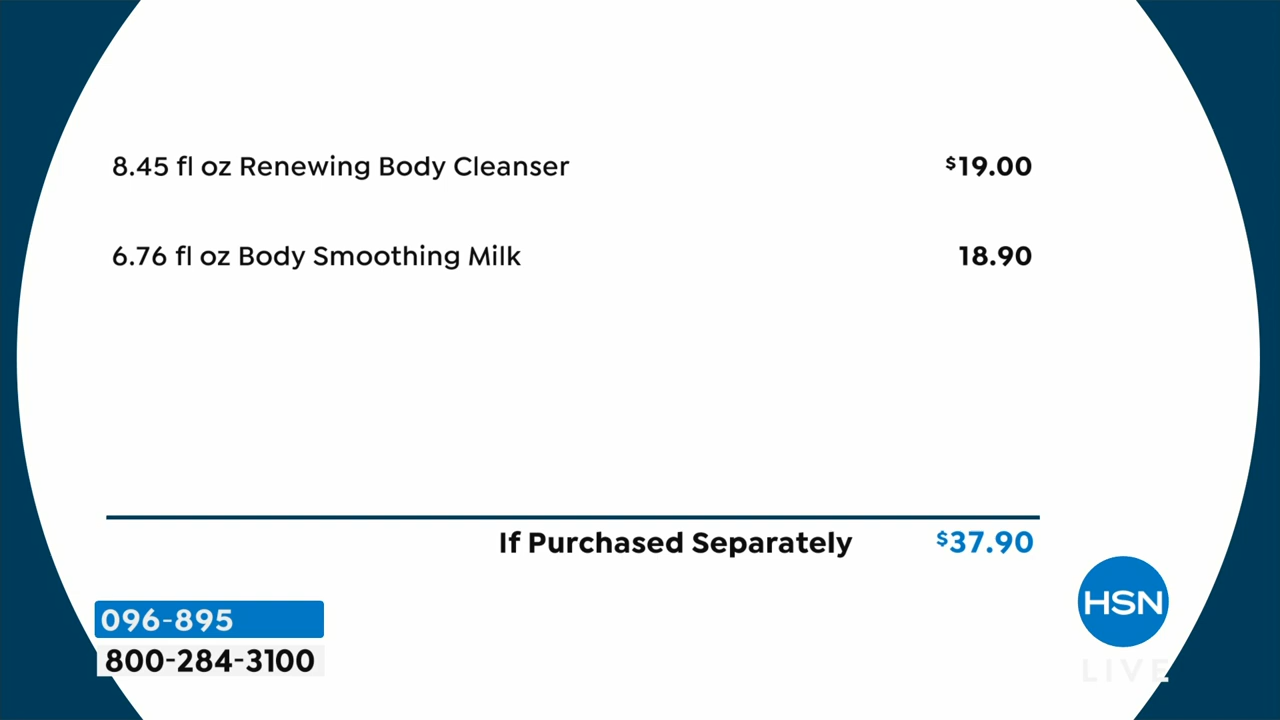 8.45 fl oz Renewing Body Cleanser $19.00
6.76 fl oz Body Smoothing Milk 18.90
If Purchased Separately $37.90
096-895
800-284-3100
HSN
LIVE